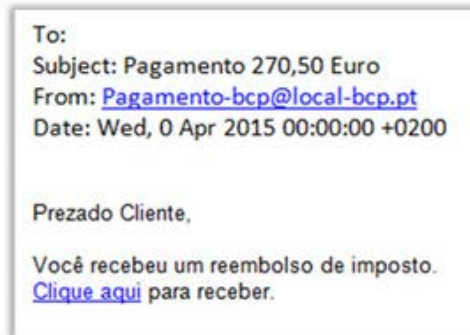 To:
Subject: Pagamento 270,50 Euro
From: Pagamento-bcp@local-bcp.pt
Date: Wed, 0 Apr 2015 00:00:00 +0200
Prezado Cliente,
Você recebeu um reembolso de imposto.
Clique aqui para receber.